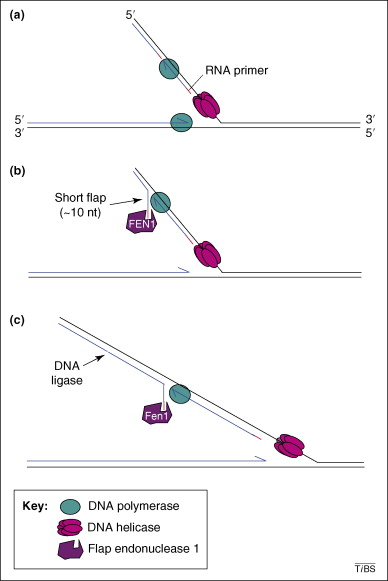 (a)
5′
RNA primer
5′
3′
3′
5′
(b)
Short flap
(~10 nt)
FEN1
(c)
DNA
ligase
Fen1
Key:
DNA polymerase
DNA helicase
Flap endonuclease 1
TiBS